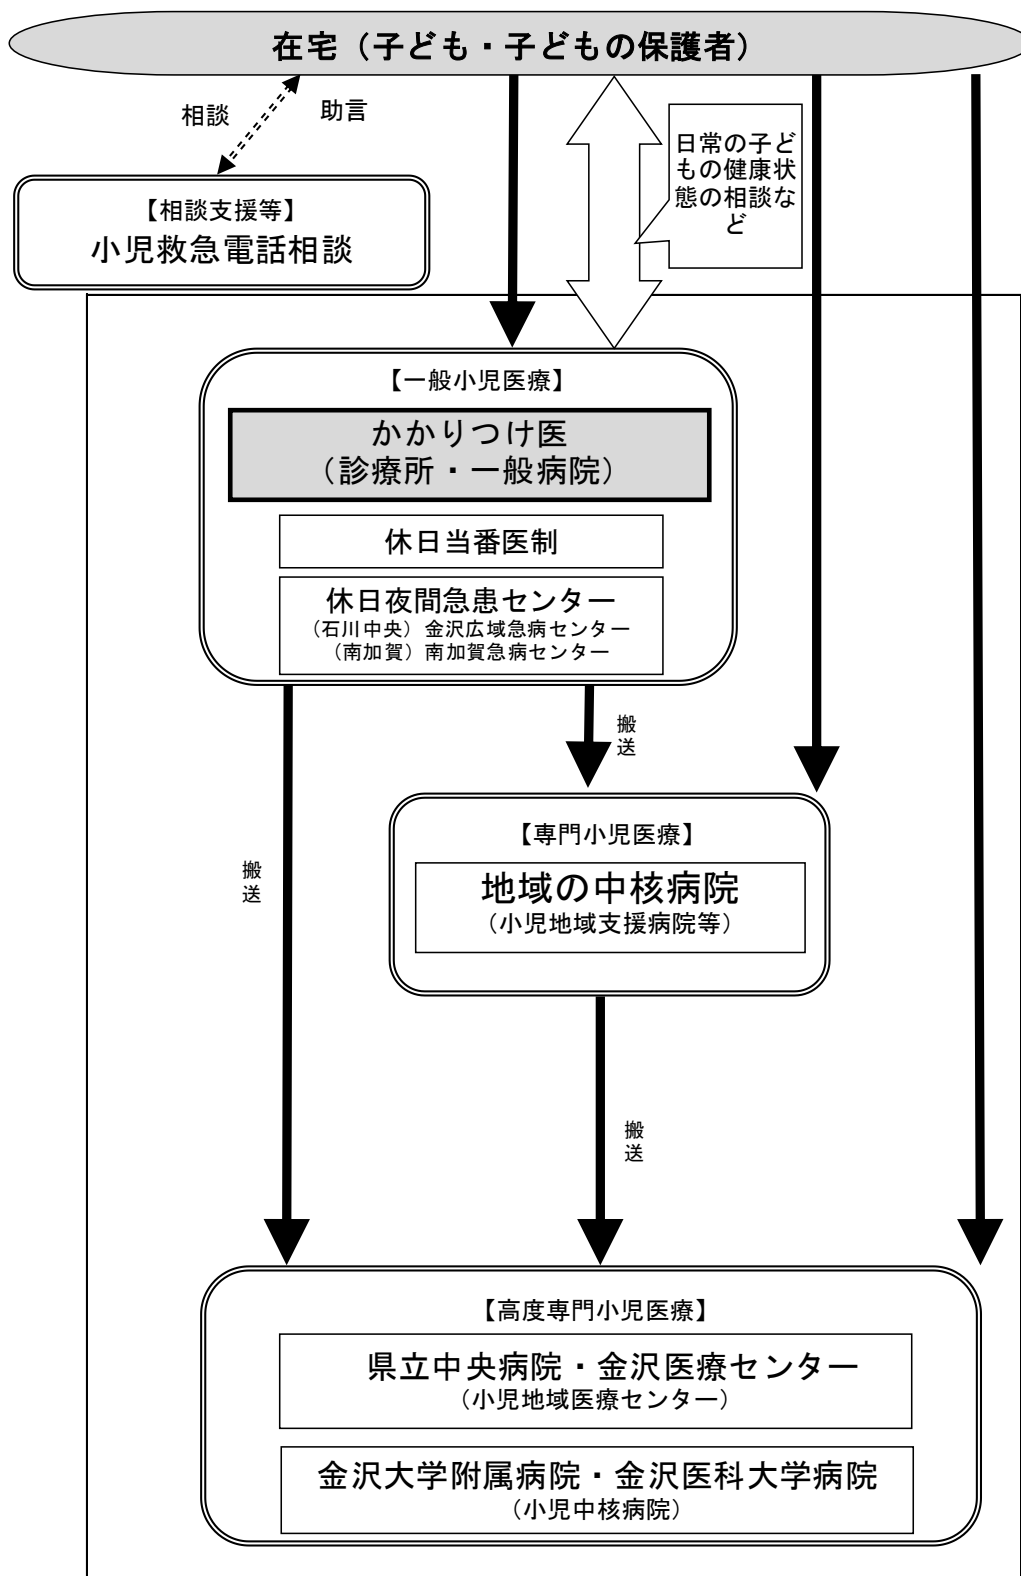 在宅（子ども・子どもの保護者）
相談
助言
日常の子ど
もの健康状
態の相談な
ど
【相談支援等】
小児救急電話相談
【一般小児医療】
かかりつけ医
（診療所・一般病院）
休日当番医制
休日夜間急患センター
（石川中央）金沢広域急病センター
（南加賀）南加賀急病センター
搬
送
【専門小児医療】
地域の中核病院
（小児地域支援病院等）
搬
送
搬
送
【高度専門小児医療】
県立中央病院・金沢医療センター
（小児地域医療センター）
金沢大学附属病院・金沢医科大学病院
（小児中核病院）